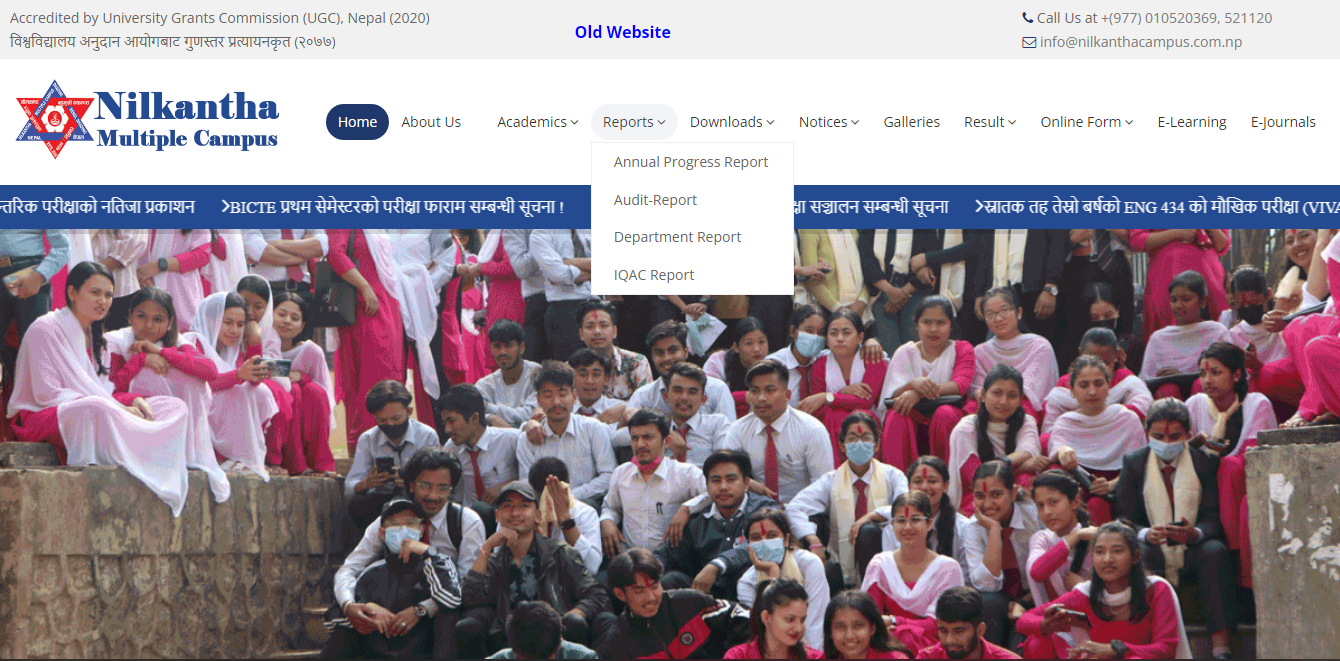 Accredited by University Grants Commission (UGC), Nepal (2020)
विश्वविद्यालय अनुदान आयोगबाट गुणस्तर प्रत्यायनकृत (२०७७)
Old Website
Call Us at +(977) 010520369, 521120
info@nilkanthacampus.com.np
Nilkantha
Multiple Campus
NEPAL
Home About Us Academics Reports Downloads Notices Galleries Result Online Form E-Learning E-Journals
Annual Progress Report
Audit-Report
Department Report
IQAC Report
न्तरिक परीक्षाको नतिजा प्रकाशन BICTE प्रथम सेमेस्टरको परीक्षा फाराम सम्बन्धी सूचना ! सञ्चालन सम्बन्धी सूचना स्नातक तह तेस्रो बर्षको ENG 434 को मौखिक परीक्षा (VIVA